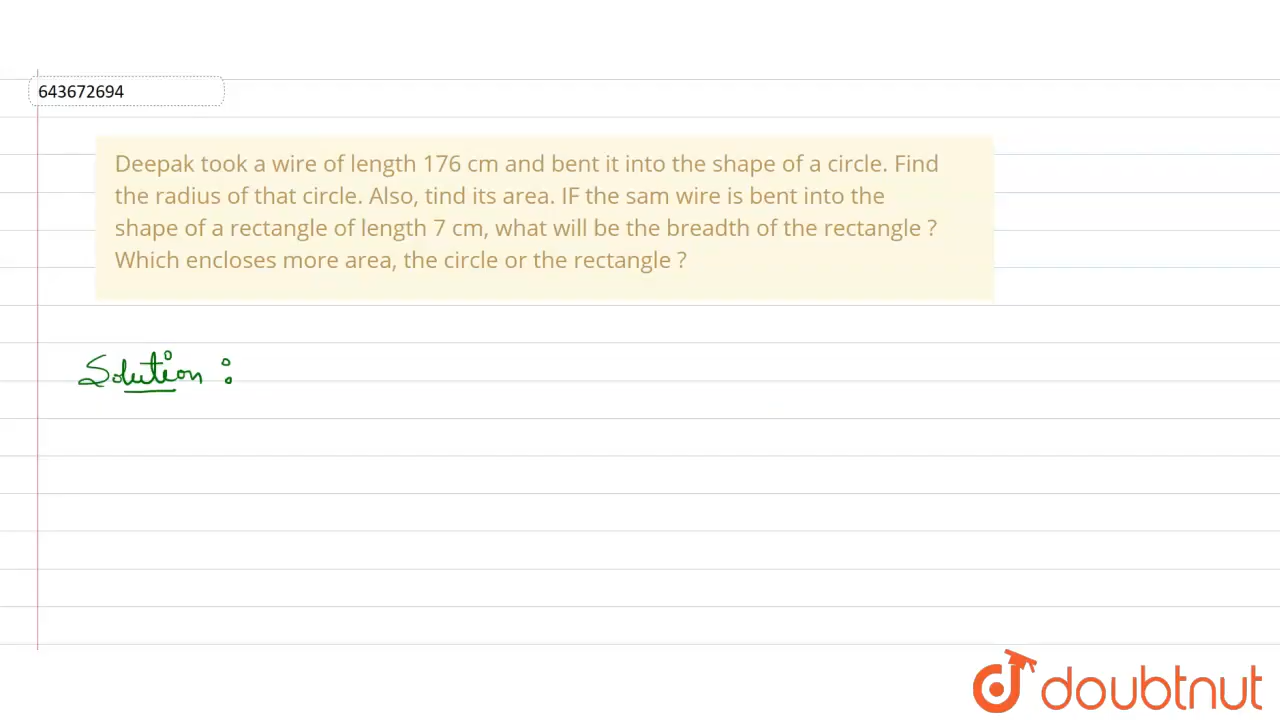 643672694
Deepak took a wire of length 176 cm and bent it into the shape of a circle. Find
the radius of that circle. Also, tind its area. IF the sam wire is bent into the
shape of a rectangle of length 7 cm, what will be the breadth of the rectangle ?
Which encloses more area, the circle or the rectangle ?
Solution :
doubtnut